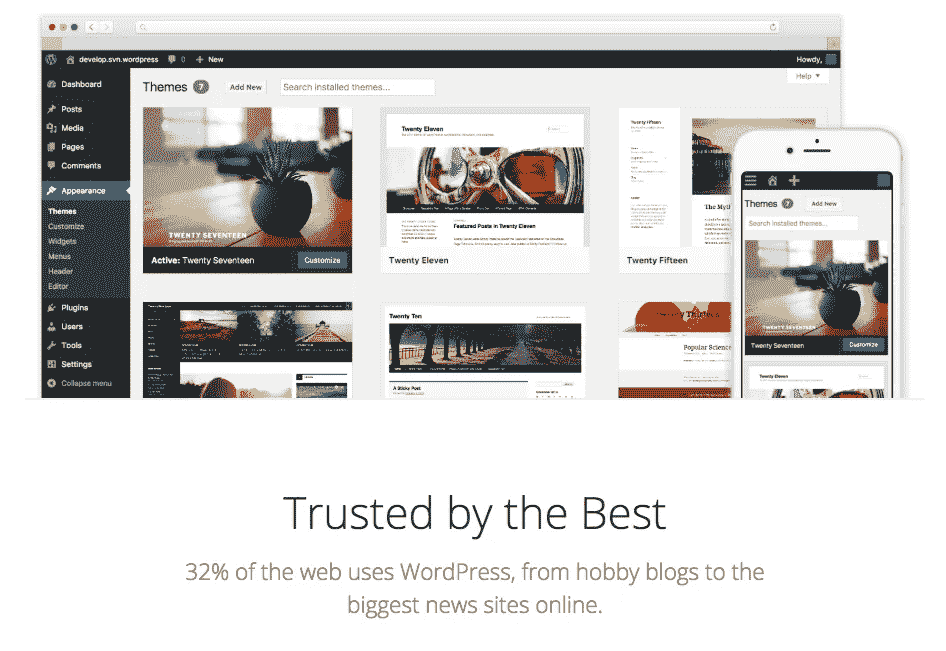 develop.svn.wordpress 0 + New Howdy,
Help ▼
Dashboard
Posts
Media
Pages
Comments
Appearance
Themes
Customize
Widgets
Menus
Header
Editor
Plugins
Users
Tools
Settings
Collapse menu
Themes 7 Add New Search installed themes...
TWENTY SEVENTEEN
Active: Twenty Seventeen Customize
Twenty Eleven
Featured Posts in Twenty Eleven
Twenty Eleven
Twenty Fifteen
The Myth
Twenty Fifteen
Twenty Ten
A Sticky Post
Twenty Thirteen
Popular Science
Themes 7 Add New
Search installed themes...
TWENTY SEVENTEEN
Twenty Seventeen Customize
Twenty Eleven
Trusted by the Best
32% of the web uses WordPress, from hobby blogs to the
biggest news sites online.